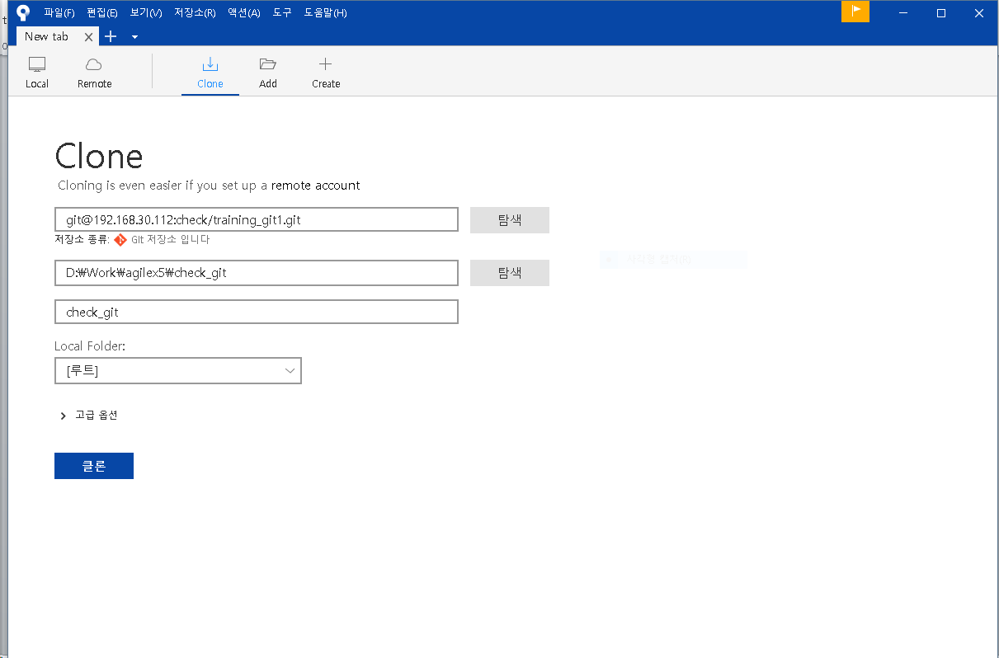 파일(F) 편집(E) 보기(V) 저장소(R) 액션(A) 도구 도움말(H)
New tab
Local Remote Clone Add Create
Clone
Cloning is even easier if you set up a remote account
git@192.168.30.112:check/training_git1.git 탐색
저장소 종류: Git 저장소 입니다
D:₩Work₩agilex5₩check_git 탐색
check_git
Local Folder:
[루트]
고급 옵션
클론